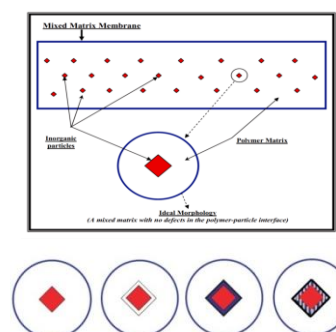 Mixed Matrix Membrane
Inorganic
particles
Polymer Matrix
Ideal Morphology
(A mixed matrix with no defects in the polymer-particle interface)